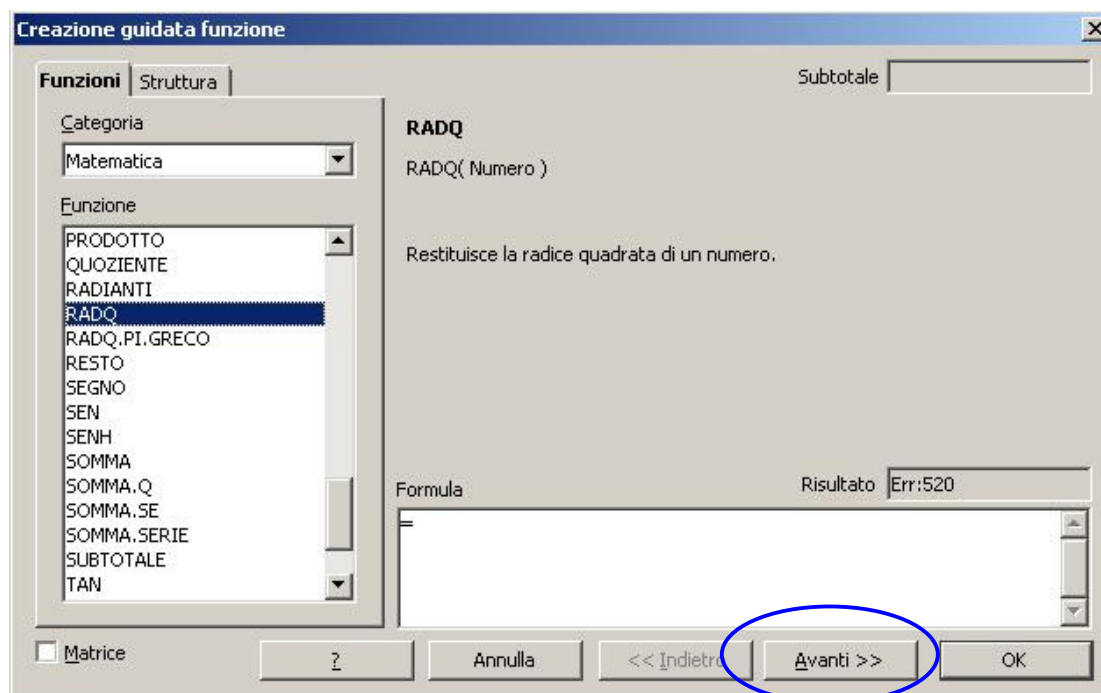 Creazione guidata funzione
Funzioni Struttura
Subtotale
Categoria
Matematica
Funzione
PRODOTTO
QUOZIENTE
RADIANTI
RADQ
RADQ.PI.GRECO
RESTO
SEGNO
SEN
SENH
SOMMA
SOMMA.Q
SOMMA.SE
SOMMA.SERIE
SUBTOTALE
TAN
RADQ
RADQ( Numero )
Restituisce la radice quadrata di un numero.
Formula
Risultato Err:520
=
Matrice
?
Annulla
<< Indietro
Avanti >>
OK